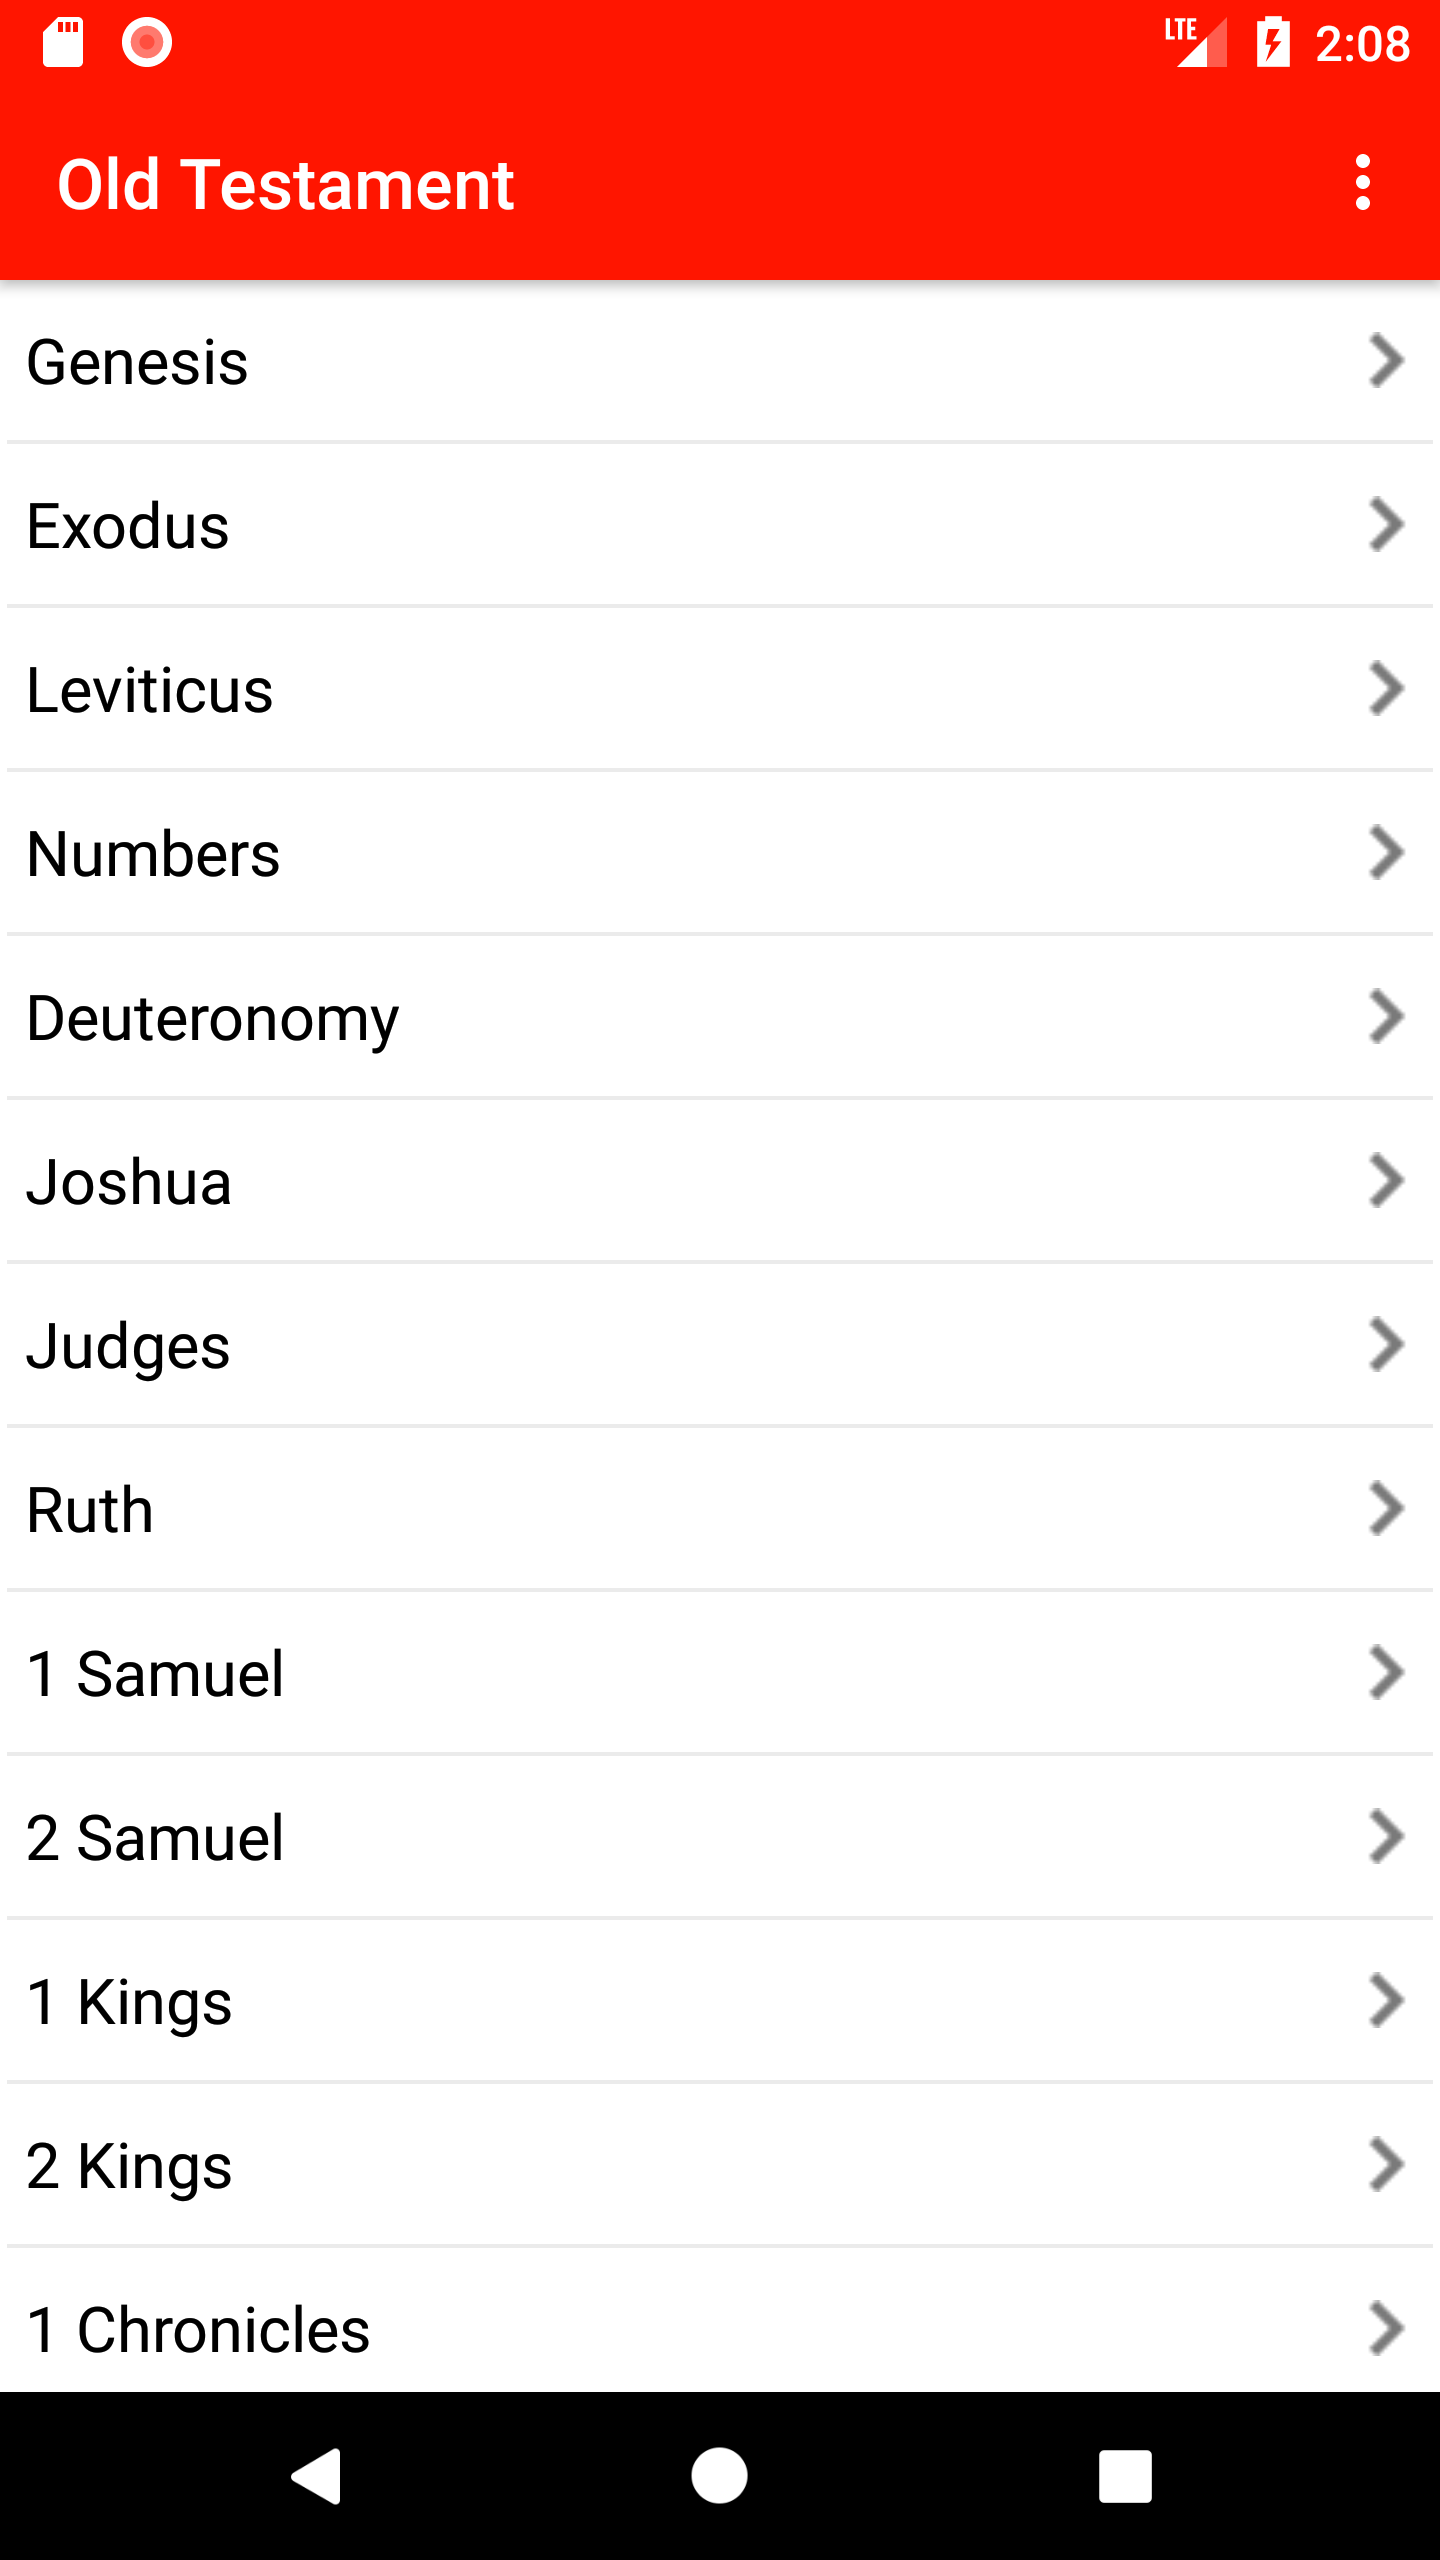 LTE 2:08
Old Testament
Genesis
Exodus
Leviticus
Numbers
Deuteronomy
Joshua
Judges
Ruth
1 Samuel
2 Samuel
1 Kings
2 Kings
1 Chronicles